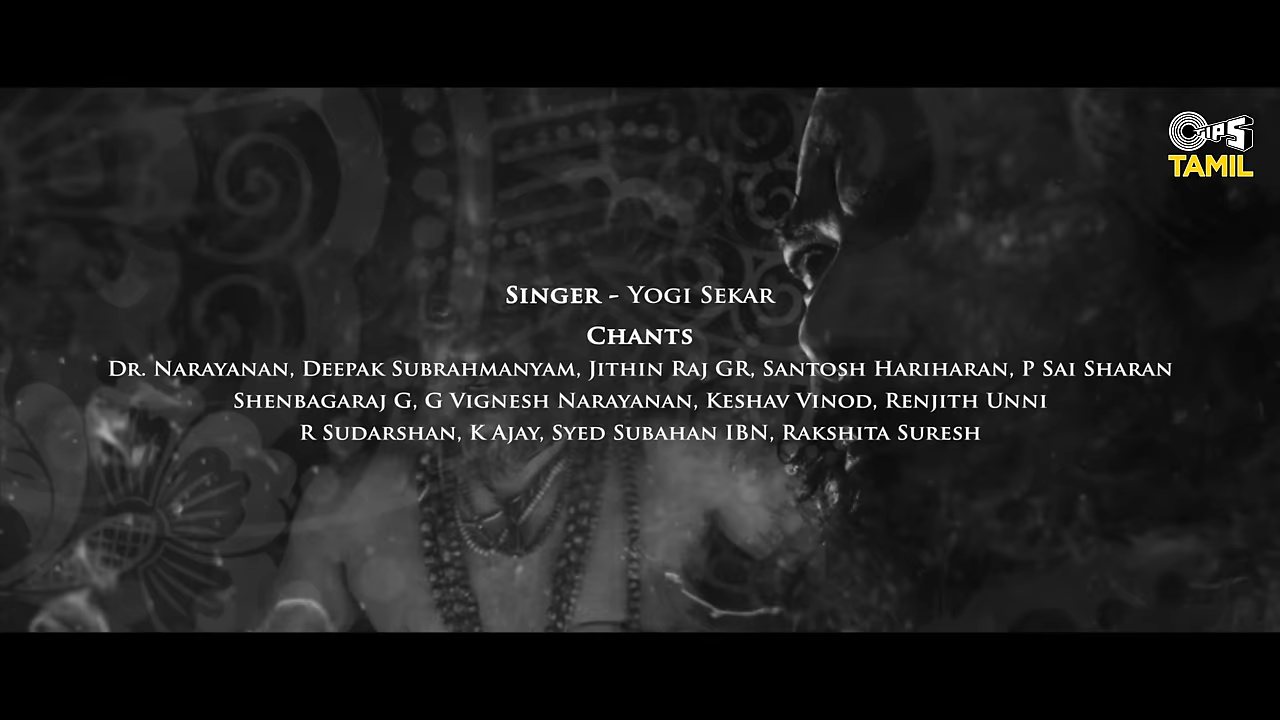 TIPS
TAMIL
Singer - Yogi Sekar
Chants
Dr. Narayanan, Deepak Subrahmanyam, Jithin Raj GR, Santosh Hariharan, P Sai Sharan
Shenbagaraj G, G Vignesh Narayanan, Keshav Vinod, Renjith Unni
R Sudarshan, K Ajay, Syed Subahan IBN, Rakshita Suresh